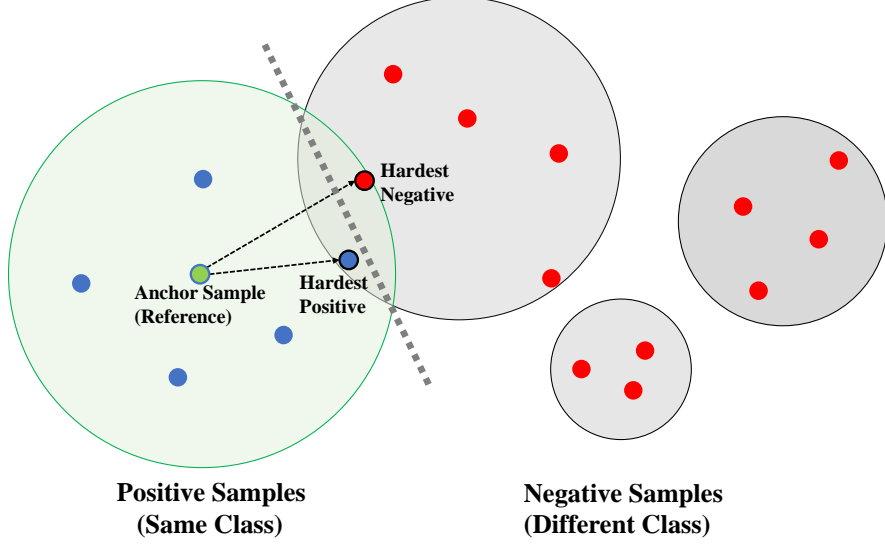 Hardest
Negative
Hardest
Positive
Anchor Sample
(Reference)
Positive Samples
(Same Class)
Negative Samples
(Different Class)